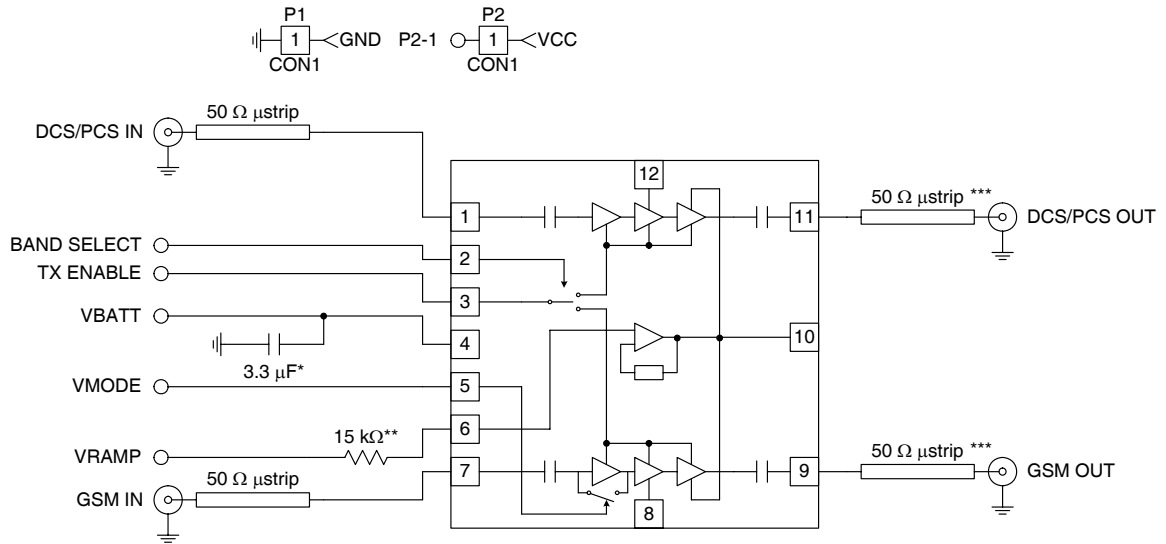 P1
P2
1
GND
P2-1
1
VCC
CON1
CON1
50 Ω μstrip
DCS/PCS IN
12
1
11
50 Ω μstrip ***
DCS/PCS OUT
BAND SELECT
2
TX ENABLE
3
VBATT
4
10
3.3 μF*
VMODE
5
6
15 kΩ**
VRAMP
7
50 Ω μstrip
GSM IN
8
9
50 Ω μstrip ***
GSM OUT